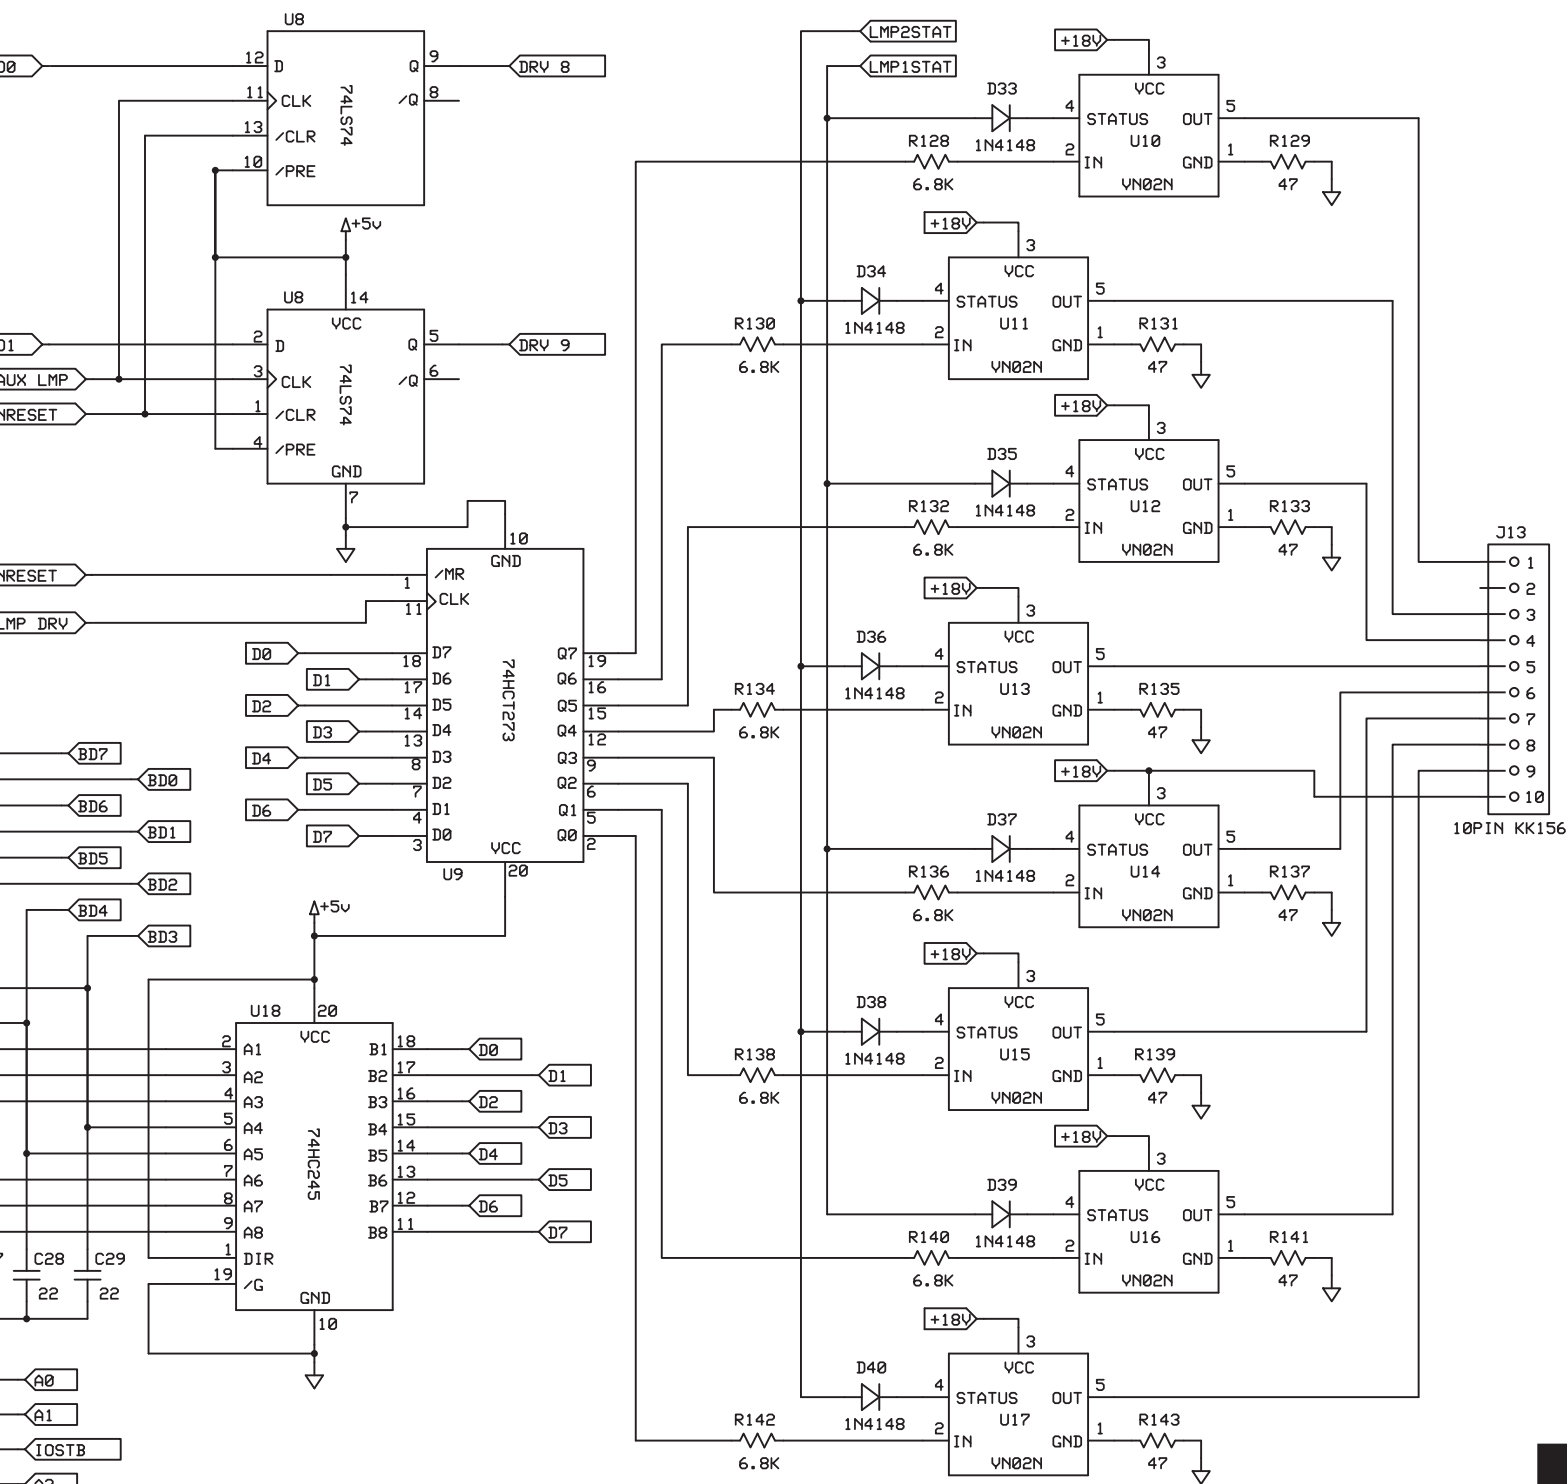 U8
12
D
Q
9
DRV 8
11
CLK
/Q
8
13
/CLR
10
/PRE
74LS74
+5v
U8
14
VCC
2
D
Q
5
DRV 9
AUX LMP
3
CLK
/Q
6
NRESET
1
/CLR
4
/PRE
74LS74
GND
7
10
GND
NRESET
1
/MR
LMP DRV
11
CLK
D0
18
D7
Q7
19
D1
17
D6
Q6
16
D2
14
D5
Q5
15
D3
13
D4
Q4
12
D4
8
D3
Q3
9
D5
7
D2
Q2
6
D6
4
D1
Q1
5
D7
3
D0
Q0
2
74HCT273
VCC
U9
20
BD7
BD0
BD6
BD1
BD5
BD2
BD4
BD3
+5v
U18
20
VCC
2
A1
B1
18
D0
3
A2
B2
17
D1
4
A3
B3
16
D2
5
A4
B4
15
D3
6
A5
B5
14
D4
7
A6
B6
13
D5
8
A7
B7
12
D6
9
A8
B8
11
D7
1
DIR
19
/G
74HC245
GND
10
C28
22
C29
22
A0
A1
IOSTB
LMP2STAT
LMP1STAT
+18V
3
VCC
D33
1N4148
4
STATUS
OUT
5
U10
R128
6.8K
2
IN
GND
1
R129
47
VN02N
+18V
3
VCC
D34
1N4148
4
STATUS
OUT
5
U11
R130
6.8K
2
IN
GND
1
R131
47
VN02N
+18V
3
VCC
D35
1N4148
4
STATUS
OUT
5
U12
R132
6.8K
2
IN
GND
1
R133
47
VN02N
+18V
3
VCC
D36
1N4148
4
STATUS
OUT
5
U13
R134
6.8K
2
IN
GND
1
R135
47
VN02N
+18V
3
VCC
D37
1N4148
4
STATUS
OUT
5
U14
R136
6.8K
2
IN
GND
1
R137
47
VN02N
+18V
3
VCC
D38
1N4148
4
STATUS
OUT
5
U15
R138
6.8K
2
IN
GND
1
R139
47
VN02N
+18V
3
VCC
D39
1N4148
4
STATUS
OUT
5
U16
R140
6.8K
2
IN
GND
1
R141
47
VN02N
+18V
3
VCC
D40
1N4148
4
STATUS
OUT
5
U17
R142
6.8K
2
IN
GND
1
R143
47
VN02N
J13
1
2
3
4
5
6
7
8
9
10
10PIN KK156